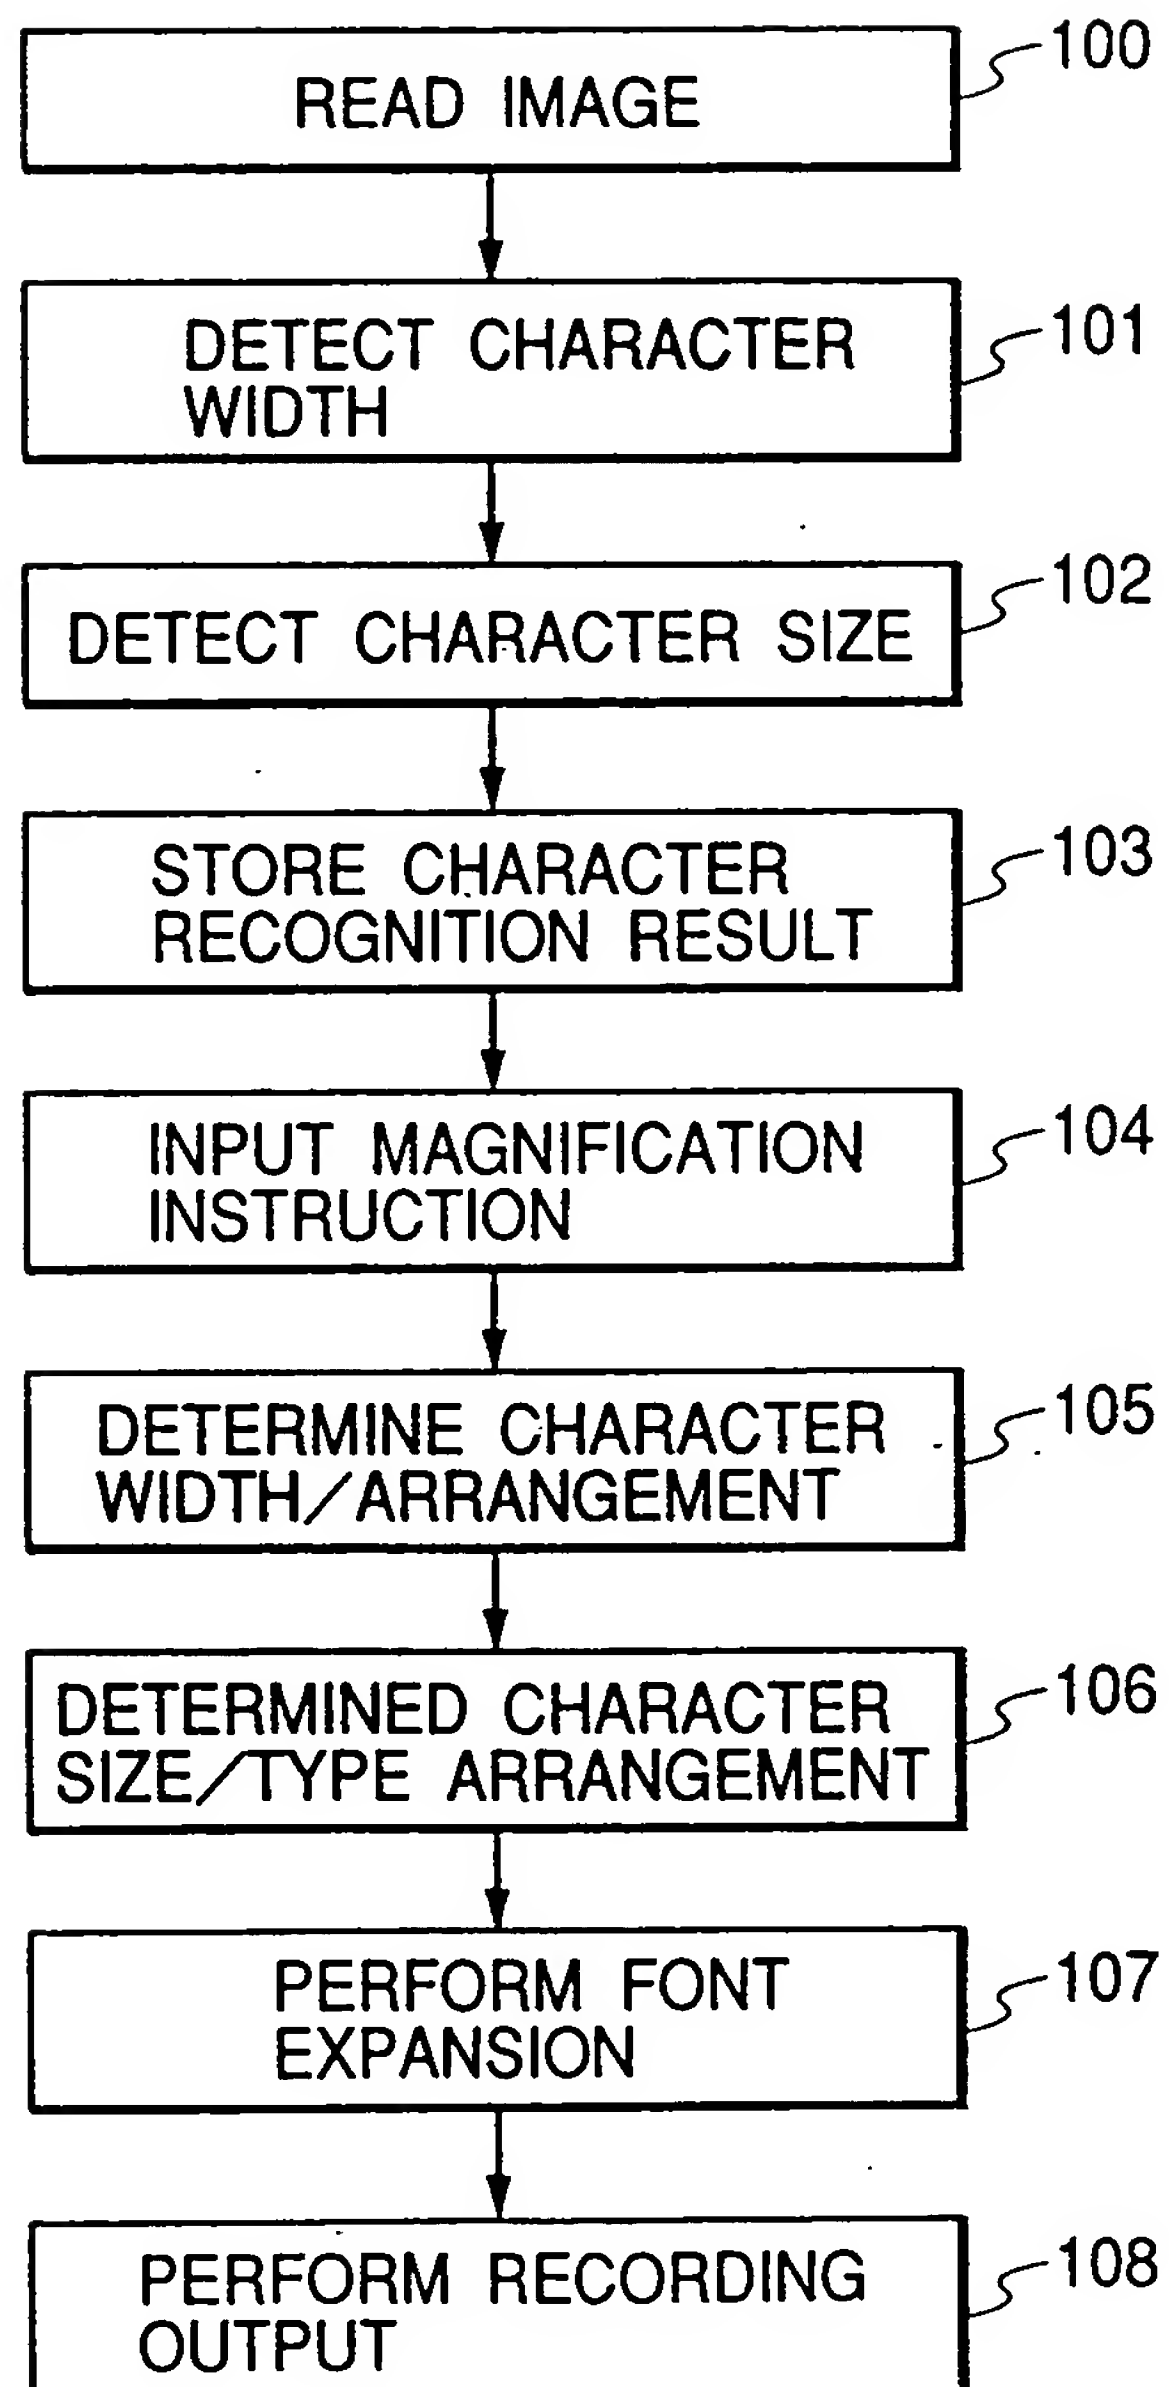 READ IMAGE
100
DETECT CHARACTER
WIDTH
101
DETECT CHARACTER SIZE
102
STORE CHARACTER
RECOGNITION RESULT
103
INPUT MAGNIFICATION
INSTRUCTION
104
DETERMINE CHARACTER
WIDTH/ARRANGEMENT
105
DETERMINED CHARACTER
SIZE/TYPE ARRANGEMENT
106
PERFORM FONT
EXPANSION
107
PERFORM RECORDING
OUTPUT
108